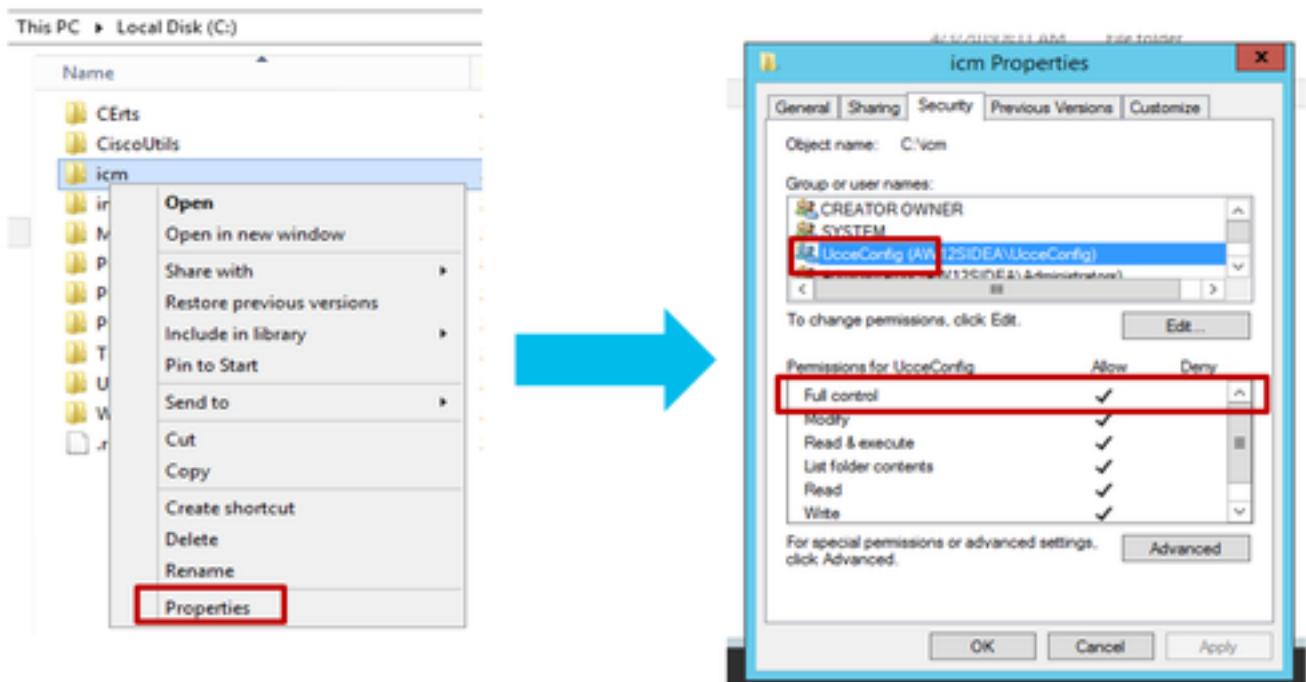 This PC ▸ Local Disk (C:)
Name
CErts
CiscoUtils
icm
Open
Open in new window
Share with
Restore previous versions
Include in library
Pin to Start
Send to
Cut
Copy
Create shortcut
Delete
Rename
Properties
File folder
icm Properties
General Sharing Security Previous Versions Customize
Object name: C:\icm
Group or user names:
CREATOR OWNER
SYSTEM
UcceConfig (AW12SIDEA\UcceConfig)
(AW12SIDEA\Administrators)
To change permissions, click Edit.
Edit...
Permissions for UcceConfig Allow Deny
Full control
Modify
Read & execute
List folder contents
Read
Write
For special permissions or advanced settings,
click Advanced.
Advanced
OK Cancel Apply